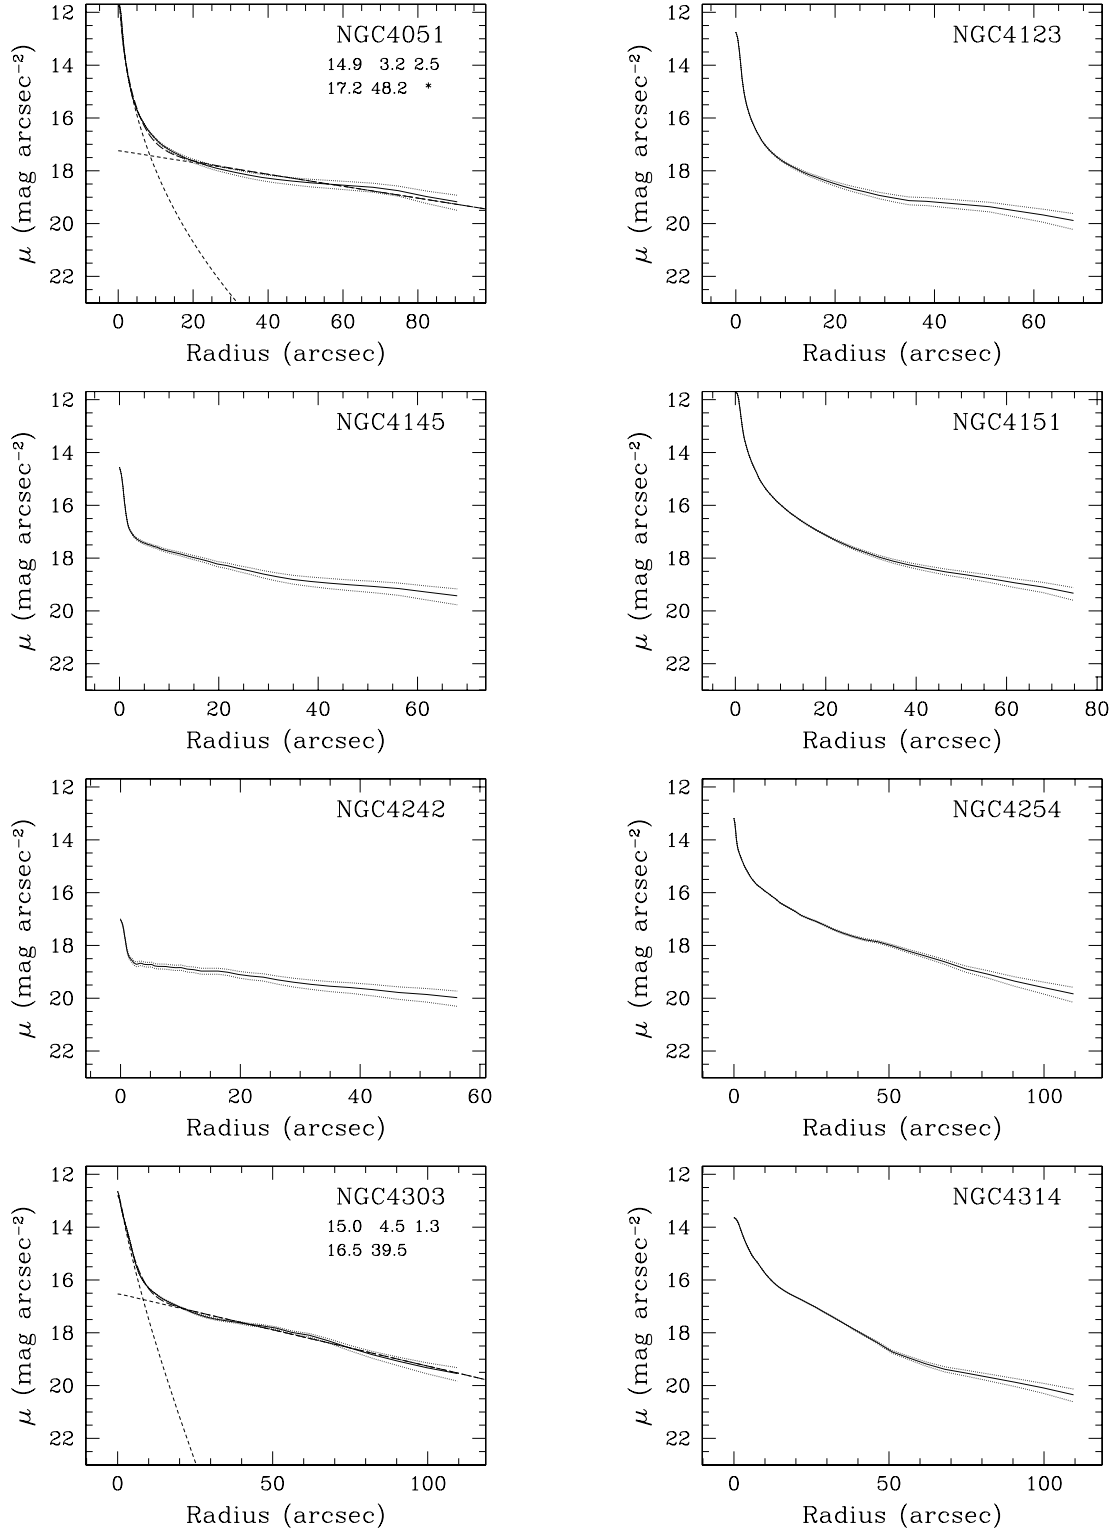 NGC4051
14.9 3.2 2.5
17.2 48.2 *
12
14
16
18
20
22
μ (mag arcsec−2)
0 20 40 60 80
Radius (arcsec)
NGC4123
12
14
16
18
20
22
μ (mag arcsec−2)
0 20 40 60
Radius (arcsec)
NGC4145
12
14
16
18
20
22
μ (mag arcsec−2)
0 20 40 60
Radius (arcsec)
NGC4151
12
14
16
18
20
22
μ (mag arcsec−2)
0 20 40 60 80
Radius (arcsec)
NGC4242
12
14
16
18
20
22
μ (mag arcsec−2)
0 20 40 60
Radius (arcsec)
NGC4254
12
14
16
18
20
22
μ (mag arcsec−2)
0 50 100
Radius (arcsec)
NGC4303
15.0 4.5 1.3
16.5 39.5
12
14
16
18
20
22
μ (mag arcsec−2)
0 50 100
Radius (arcsec)
NGC4314
12
14
16
18
20
22
μ (mag arcsec−2)
0 50 100
Radius (arcsec)